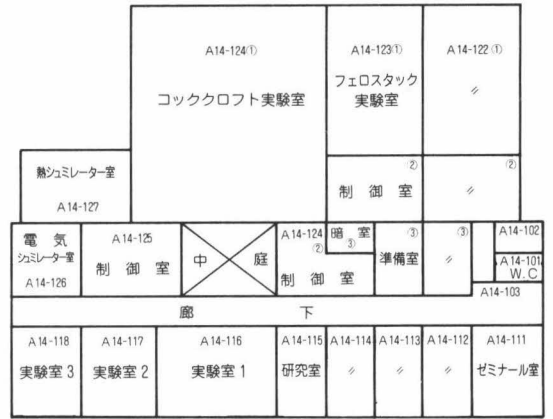 A14-124①
コッククロフト実験室
A14-123①
フェロスタック
実験室
A14-122①
〃
熱シュミレーター室
A14-127
②
制御室
②
〃
電気
シュミレーター室
A14-126
A14-125
制御室
中庭
A14-124
②
制御室
暗室
③
③
準備室
③
〃
A14-102
A14-101
W.C
A14-103
廊下
A14-118
実験室3
A14-117
実験室2
A14-116
実験室1
A14-115
研究室
A14-114
〃
A14-113
〃
A14-112
〃
A14-111
ゼミナール室